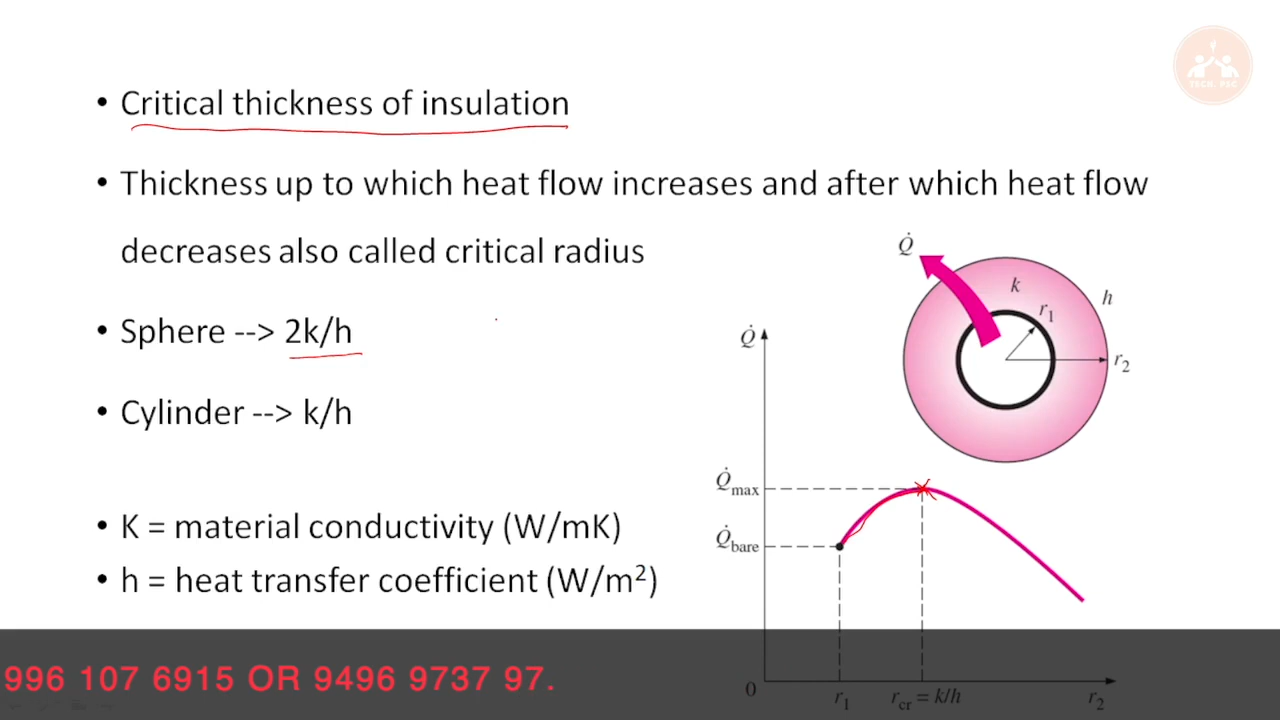 TECH. PSC
• Critical thickness of insulation
• Thickness up to which heat flow increases and after which heat flow
decreases also called critical radius
• Sphere --> 2k/h
• Cylinder --> k/h
• K = material conductivity (W/mK)
• h = heat transfer coefficient (W/m²)
Q̇
k
h
r₁
r₂
Q̇
Q̇max
Q̇bare
0
r₁
rcr = k/h
r₂
996 107 6915 OR 9496 9737 97.